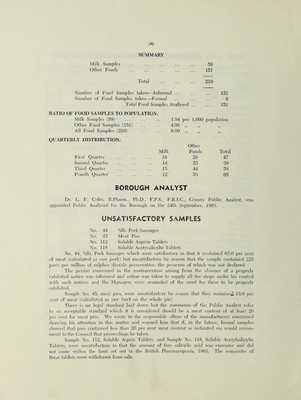 SUMMARY
Milk Samples ... 59
Other Foods ... 151
Total ... 210
Number of Food Samples taken—Informal ... 151
Number of Food Samples taken—Formal ... 0
Total Food Samples Analysed ... 151
RATIO OF FOOD SAMPLES TO POPULATION:
Milk Samples (59) ... 1.94 per 1,000 population
Other Food Samples (151) ... 4.96 „ „ „
All Food Samples (210) ... 6.90 „ „ „
QUARTERLY DISTRIBUTION:
Other
Milk Foods Total
First Quarter ... 18 29 47
Second Quarter ... 14 25 39
Third Quarter ... 15 44 59
Fourth Quarter ... 12 53 65
BOROUGH ANALYST
Dr. L. E. Coles, B.Pharm., Ph.D., F.P.S., F.R.I.C., County Public Analyst, was
appointed Public Analyst for the Borough on the 24th September, 1963.
UNSATISFACTORY SAMPLES
No. 44 ½lb. Pork Sausages
No. 45 Meat Pies
No. 112 Soluble Aspirin Tablets
No. 118 Soluble Acetylsalicylic Tablets
No. 44, ½lb. Pork Sausages which were satisfactory in that it contained 65.0 per cent
of meat (calculated as raw pork) but unsatisfactory by reason that the sample contained 225
parts per million of sulphur dioxide preservative, the presence of which was not declared.
The person concerned in the contravention among from the absence of a properly
exhibited notice was informed and action was taken to supply all the shops under his control
with such notices and the Managers were reminded of the need for these to be properly
exhibited.
Sample No. 45, meat pies, were unsatisfactory by reason that they contained 15.0 per
cent of meat (calculated as raw beef on the whole pie).
There is no legal standard laid down but the comments of the Public Analyst refer
to an acceptable standard which it is considered should be a meat content of at least 20
per cent for meat pies. We wrote to the responsible officer of the manufacturers concerned
drawing his attention to this matter and warned him that if, in the future, formal samples
showed that pies contained less than 20 per cent meat content as indicated we would recom-
mend to the Council that proceedings be taken.
Sample No. 112, Soluble Aspirin Tablets, and Sample No. 118, Soluble Acetylsalicylic
Tablets, were unsatisfactory in that the amount of free salicylic acid was excessive and did
not come within the limit set out in the British Pharmacopoeia, 1963. The remainder of
these tablets were withdrawn from sale.